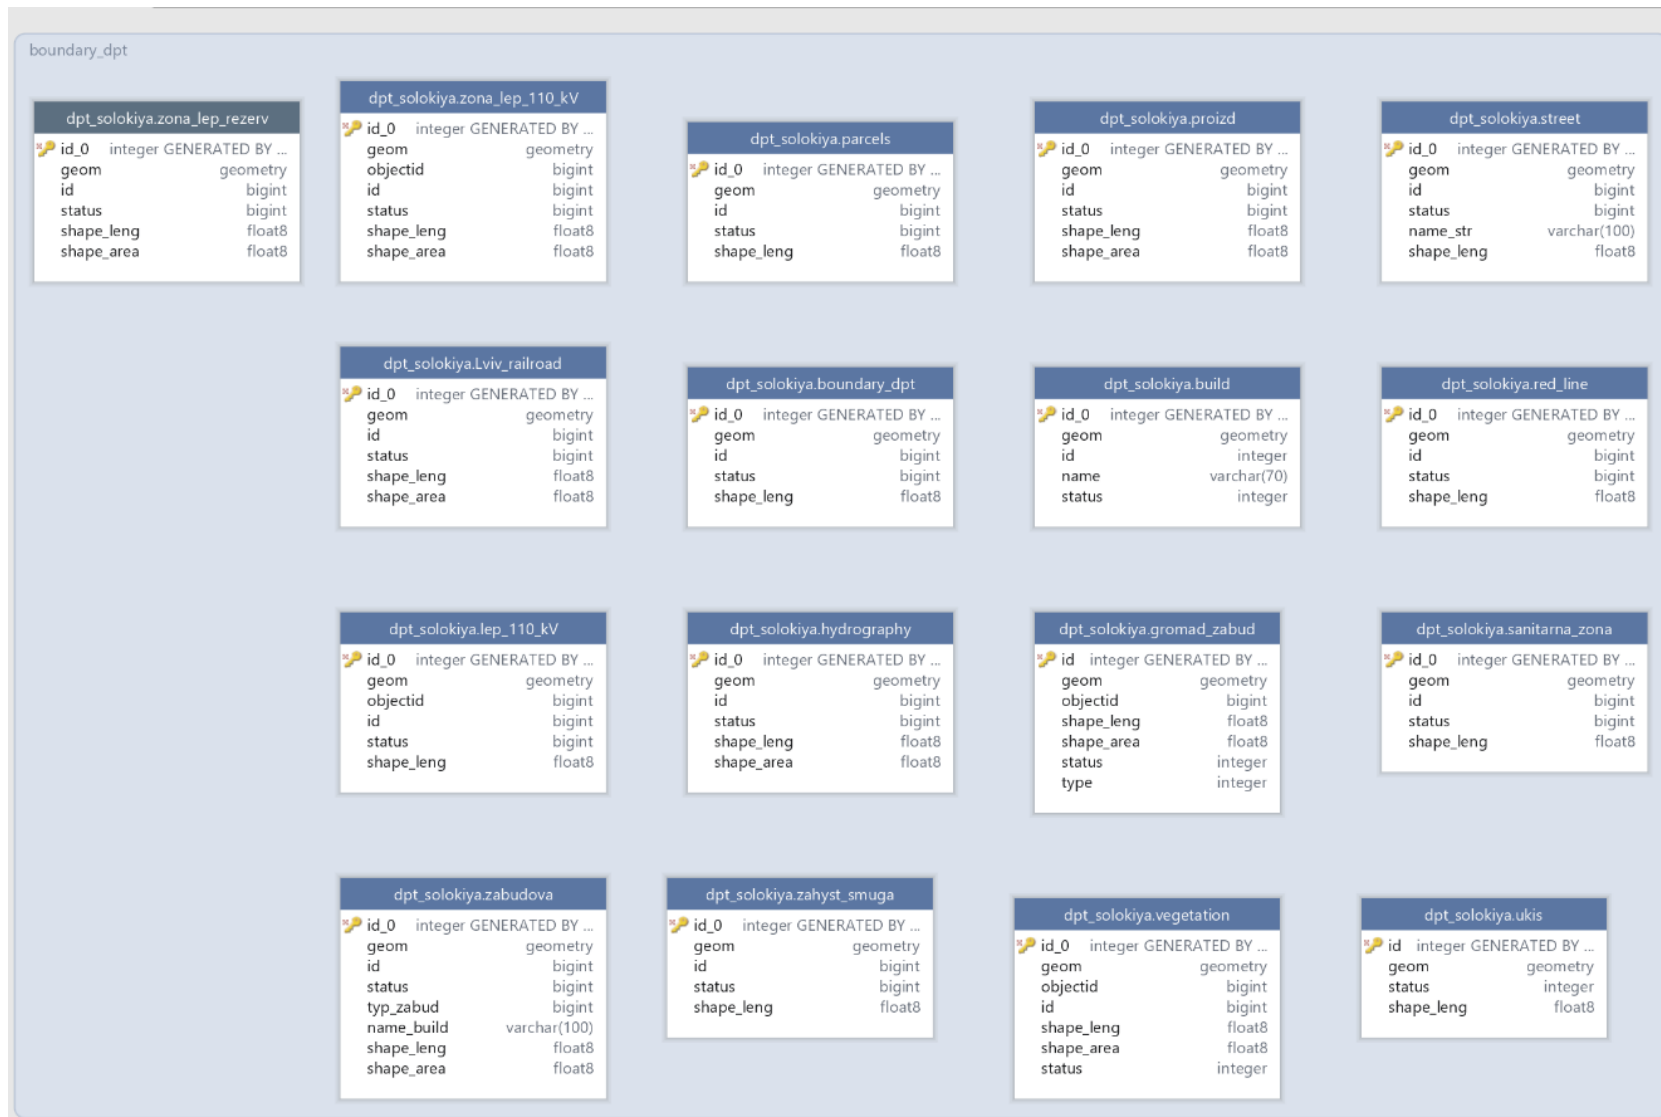 boundary_dpt
dpt_solokiya.zona_lep_rezerv
id_0 integer GENERATED BY ...
geom geometry
id bigint
status bigint
shape_leng float8
shape_area float8
dpt_solokiya.zona_lep_110_kV
id_0 integer GENERATED BY ...
geom geometry
objectid bigint
id bigint
status bigint
shape_leng float8
shape_area float8
dpt_solokiya.parcels
id_0 integer GENERATED BY ...
geom geometry
id bigint
status bigint
shape_leng float8
dpt_solokiya.proizd
id_0 integer GENERATED BY ...
geom geometry
id bigint
status bigint
shape_leng float8
shape_area float8
dpt_solokiya.street
id_0 integer GENERATED BY ...
geom geometry
id bigint
status bigint
name_str varchar(100)
shape_leng float8
dpt_solokiya.Lviv_railroad
id_0 integer GENERATED BY ...
geom geometry
id bigint
status bigint
shape_leng float8
shape_area float8
dpt_solokiya.boundary_dpt
id_0 integer GENERATED BY ...
geom geometry
id bigint
status bigint
shape_leng float8
dpt_solokiya.build
id_0 integer GENERATED BY ...
geom geometry
id integer
name varchar(70)
status integer
dpt_solokiya.red_line
id_0 integer GENERATED BY ...
geom geometry
id bigint
status bigint
shape_leng float8
dpt_solokiya.lep_110_kV
id_0 integer GENERATED BY ...
geom geometry
objectid bigint
id bigint
status bigint
shape_leng float8
dpt_solokiya.hydrography
id_0 integer GENERATED BY ...
geom geometry
id bigint
status bigint
shape_leng float8
shape_area float8
dpt_solokiya.gromad_zabud
id integer GENERATED BY ...
geom geometry
objectid bigint
shape_leng float8
shape_area float8
status integer
type integer
dpt_solokiya.sanitarna_zona
id_0 integer GENERATED BY ...
geom geometry
id bigint
status bigint
shape_leng float8
dpt_solokiya.zabudova
id_0 integer GENERATED BY ...
geom geometry
id bigint
status bigint
typ_zabud bigint
name_build varchar(100)
shape_leng float8
shape_area float8
dpt_solokiya.zahyst_smuga
id_0 integer GENERATED BY ...
geom geometry
id bigint
status bigint
shape_leng float8
dpt_solokiya.vegetation
id_0 integer GENERATED BY ...
geom geometry
objectid bigint
id bigint
shape_leng float8
shape_area float8
status integer
dpt_solokiya.ukis
id integer GENERATED BY ...
geom geometry
status integer
shape_leng float8